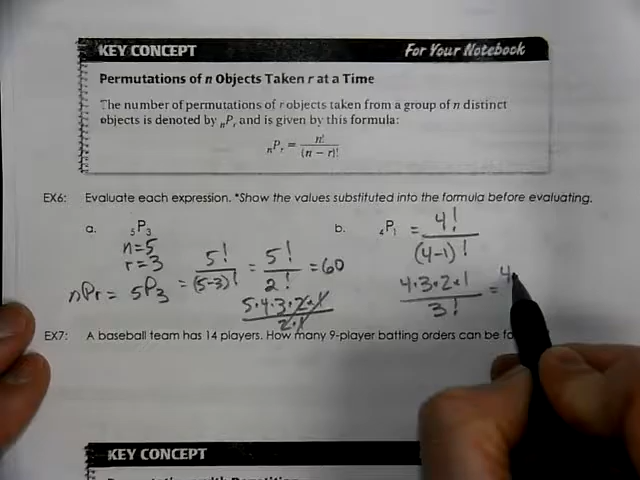 KEY CONCEPT For Your Notebook
Permutations of n Objects Taken r at a Time
The number of permutations of r objects taken from a group of n distinct
objects is denoted by nPr and is given by this formula:
nPr = n! / (n − r)!
EX6: Evaluate each expression. *Show the values substituted into the formula before evaluating.
a. 5P3
n=5
r=3
nPr = 5P3 = 5! / (5-3)! = 5! / 2! = 60
5·4·3·2·1 / 2·1
b. 4P1 = 4! / (4-1)!
4·3·2·1 / 3! = 4
EX7: A baseball team has 14 players. How many 9-player batting orders can be
KEY CONCEPT